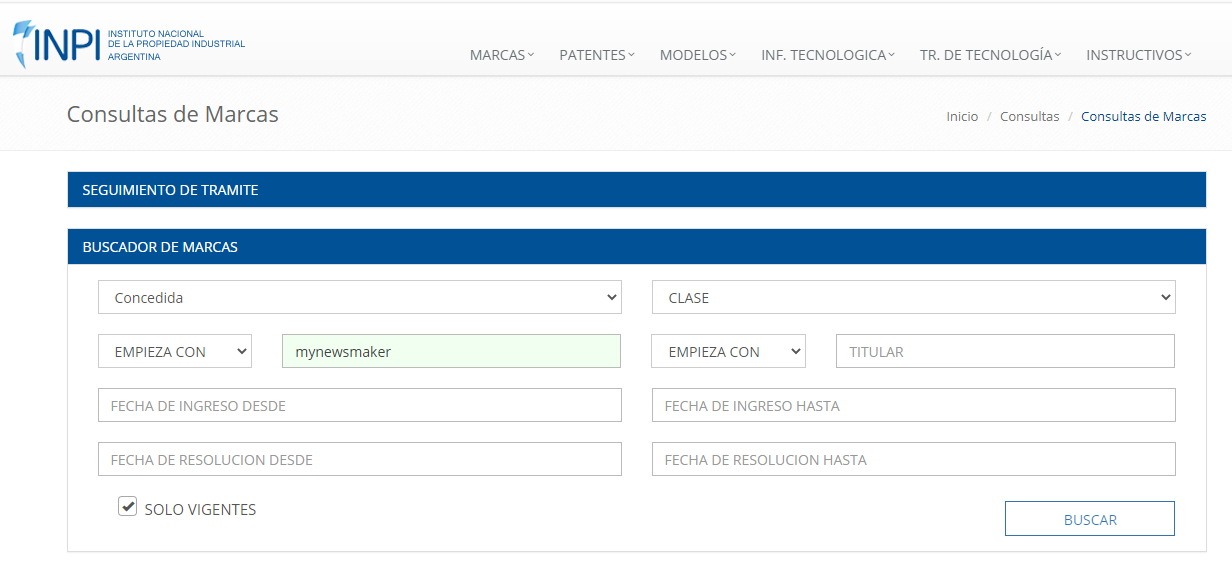 INPI
INSTITUTO NACIONAL
DE LA PROPIEDAD INDUSTRIAL
ARGENTINA
MARCAS PATENTES MODELOS INF. TECNOLOGICA TR. DE TECNOLOGÍA INSTRUCTIVOS
Consultas de Marcas
Inicio / Consultas / Consultas de Marcas
SEGUIMIENTO DE TRAMITE
BUSCADOR DE MARCAS
Concedida CLASE
EMPIEZA CON mynewsmaker EMPIEZA CON TITULAR
FECHA DE INGRESO DESDE FECHA DE INGRESO HASTA
FECHA DE RESOLUCION DESDE FECHA DE RESOLUCION HASTA
SOLO VIGENTES
BUSCAR